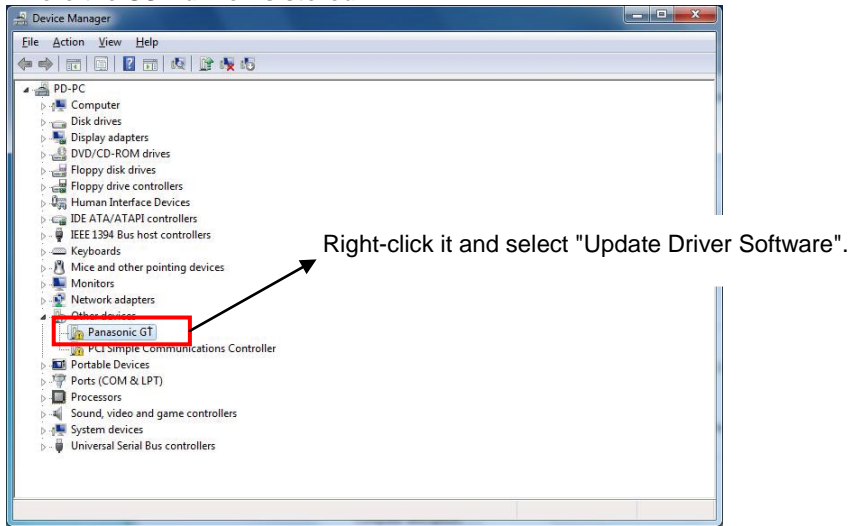 Device Manager
File Action View Help
PD-PC
Computer
Disk drives
Display adapters
DVD/CD-ROM drives
Floppy disk drives
Floppy drive controllers
Human Interface Devices
IDE ATA/ATAPI controllers
IEEE 1394 Bus host controllers
Keyboards
Mice and other pointing devices
Monitors
Network adapters
Other devices
Panasonic GT
PCI Simple Communications Controller
Portable Devices
Ports (COM & LPT)
Processors
Sound, video and game controllers
System devices
Universal Serial Bus controllers
Right-click it and select "Update Driver Software".